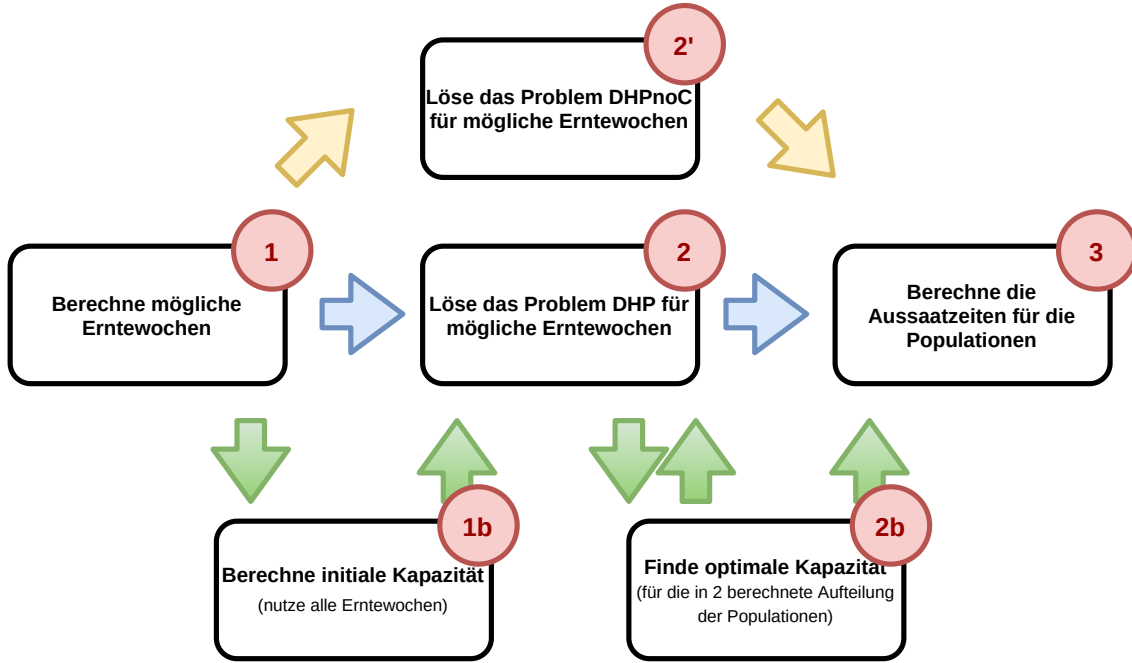 2'
Löse das Problem DHPnoC
für mögliche Erntewochen
1
Berechne mögliche
Erntewochen
2
Löse das Problem DHP für
mögliche Erntewochen
3
Berechne die
Aussaatzeiten für die
Populationen
1b
Berechne initiale Kapazität
(nutze alle Erntewochen)
2b
Finde optimale Kapazität
(für die in 2 berechnete Aufteilung
der Populationen)